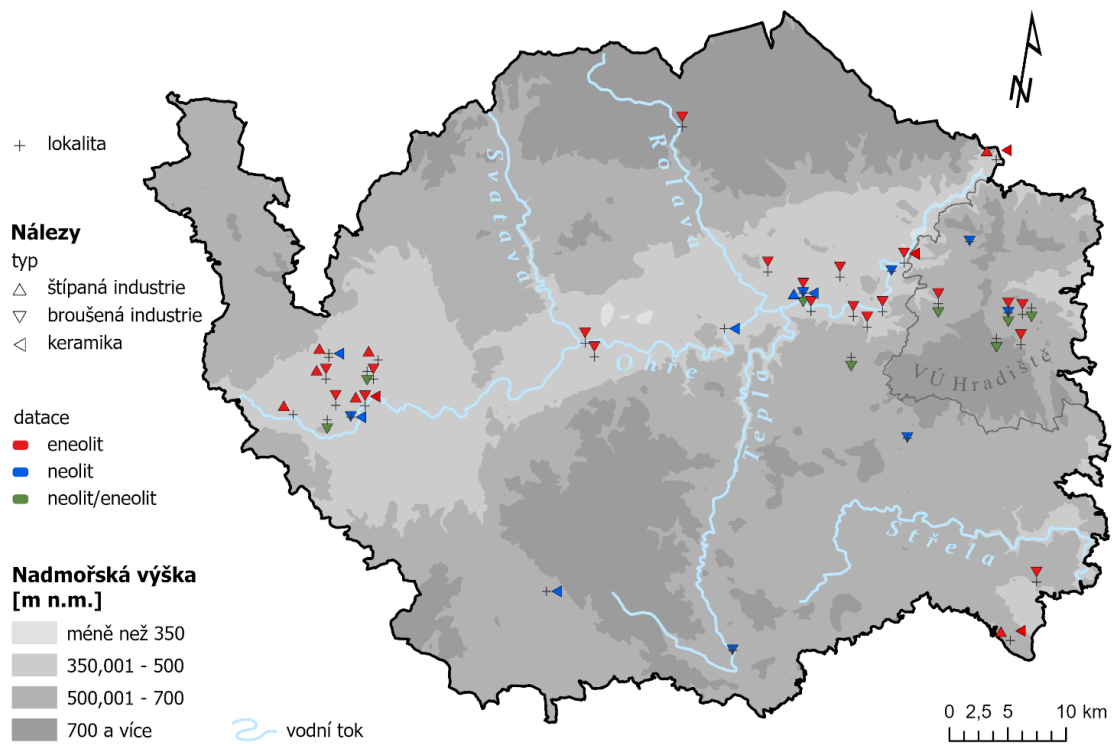 N
lokalita
Nálezy
typ
štípaná industrie
broušená industrie
keramika
datace
eneolit
neolit
neolit/eneolit
Nadmořská výška
[m n.m.]
méně než 350
350,001 - 500
500,001 - 700
700 a více
vodní tok
Svatava
Rolava
Ohře
Teplá
Střela
VÚ Hradiště
0 2,5 5 10 km